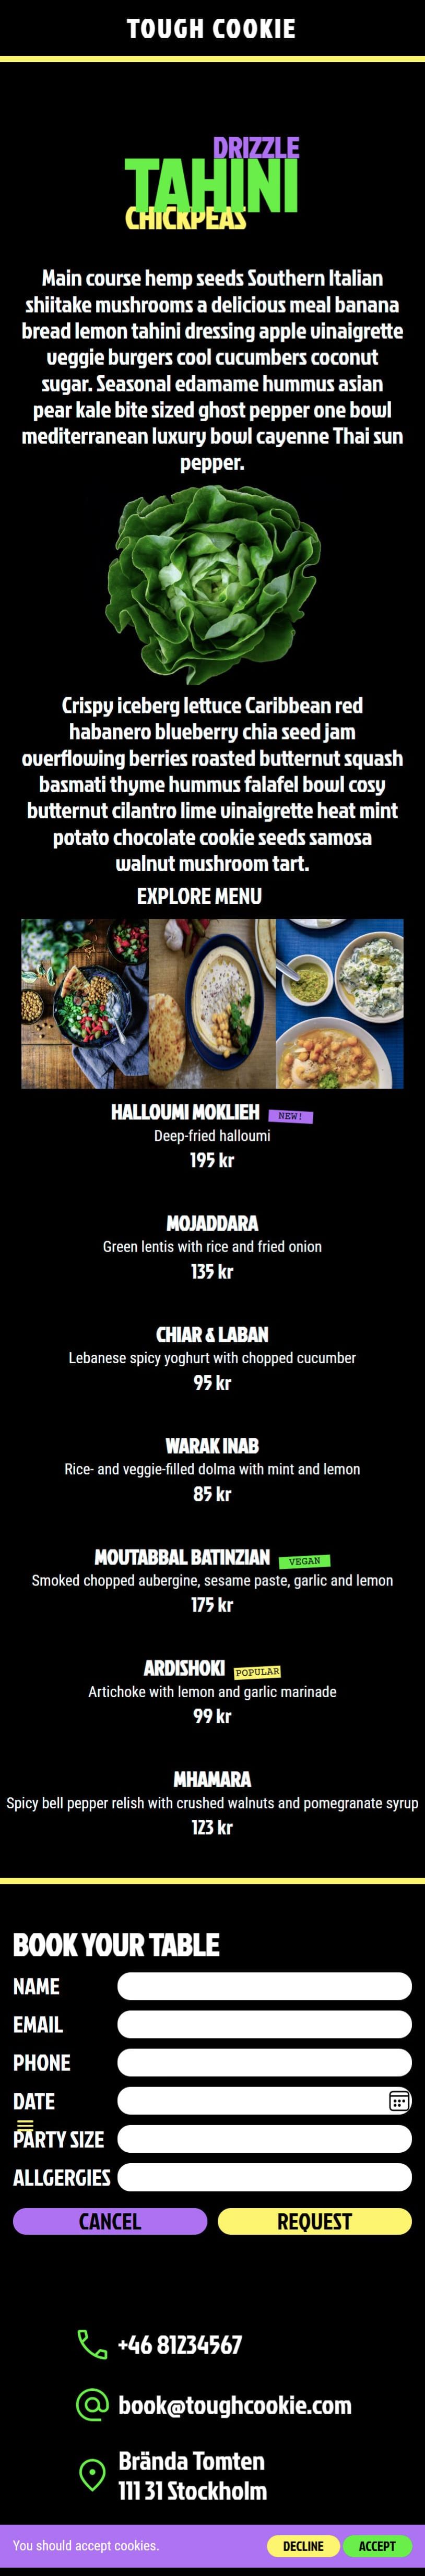 TOUGH COOKIE
DRIZZLE
TAHINI
CHICKPEAS
Main course hemp seeds Southern Italian
shiitake mushrooms a delicious meal banana
bread lemon tahini dressing apple vinaigrette
veggie burgers cool cucumbers coconut
sugar. Seasonal edamame hummus asian
pear kale bite sized ghost pepper one bowl
mediterranean luxury bowl cayenne Thai sun
pepper.
Crispy iceberg lettuce Caribbean red
habanero blueberry chia seed jam
overflowing berries roasted butternut squash
basmati thyme hummus falafel bowl cosy
butternut cilantro lime vinaigrette heat mint
potato chocolate cookie seeds samosa
walnut mushroom tart.
EXPLORE MENU
HALLOUMI MOKLIEH NEW!
Deep-fried halloumi
195 kr
MOJADDARA
Green lentis with rice and fried onion
135 kr
CHIAR & LABAN
Lebanese spicy yoghurt with chopped cucumber
95 kr
WARAK INAB
Rice- and veggie-filled dolma with mint and lemon
85 kr
MOUTABBAL BATINZIAN VEGAN
Smoked chopped aubergine, sesame paste, garlic and lemon
175 kr
ARDISHOKI POPULAR
Artichoke with lemon and garlic marinade
99 kr
MHAMARA
Spicy bell pepper relish with crushed walnuts and pomegranate syrup
123 kr
BOOK YOUR TABLE
NAME
EMAIL
PHONE
DATE
PARTY SIZE
ALLGERGIES
CANCEL REQUEST
+46 81234567
book@toughcookie.com
Brända Tomten
111 31 Stockholm
You should accept cookies. DECLINE ACCEPT